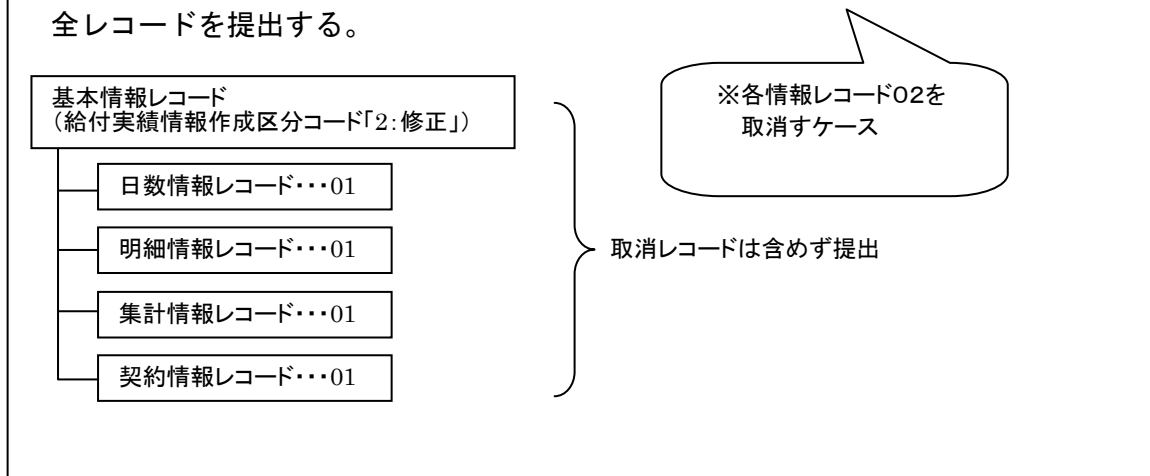 全レコードを提出する。
※各情報レコード02を
取消すケース
基本情報レコード
（給付実績情報作成区分コード「2:修正」）
日数情報レコード・・・01
明細情報レコード・・・01
取消レコードは含めず提出
集計情報レコード・・・01
契約情報レコード・・・01